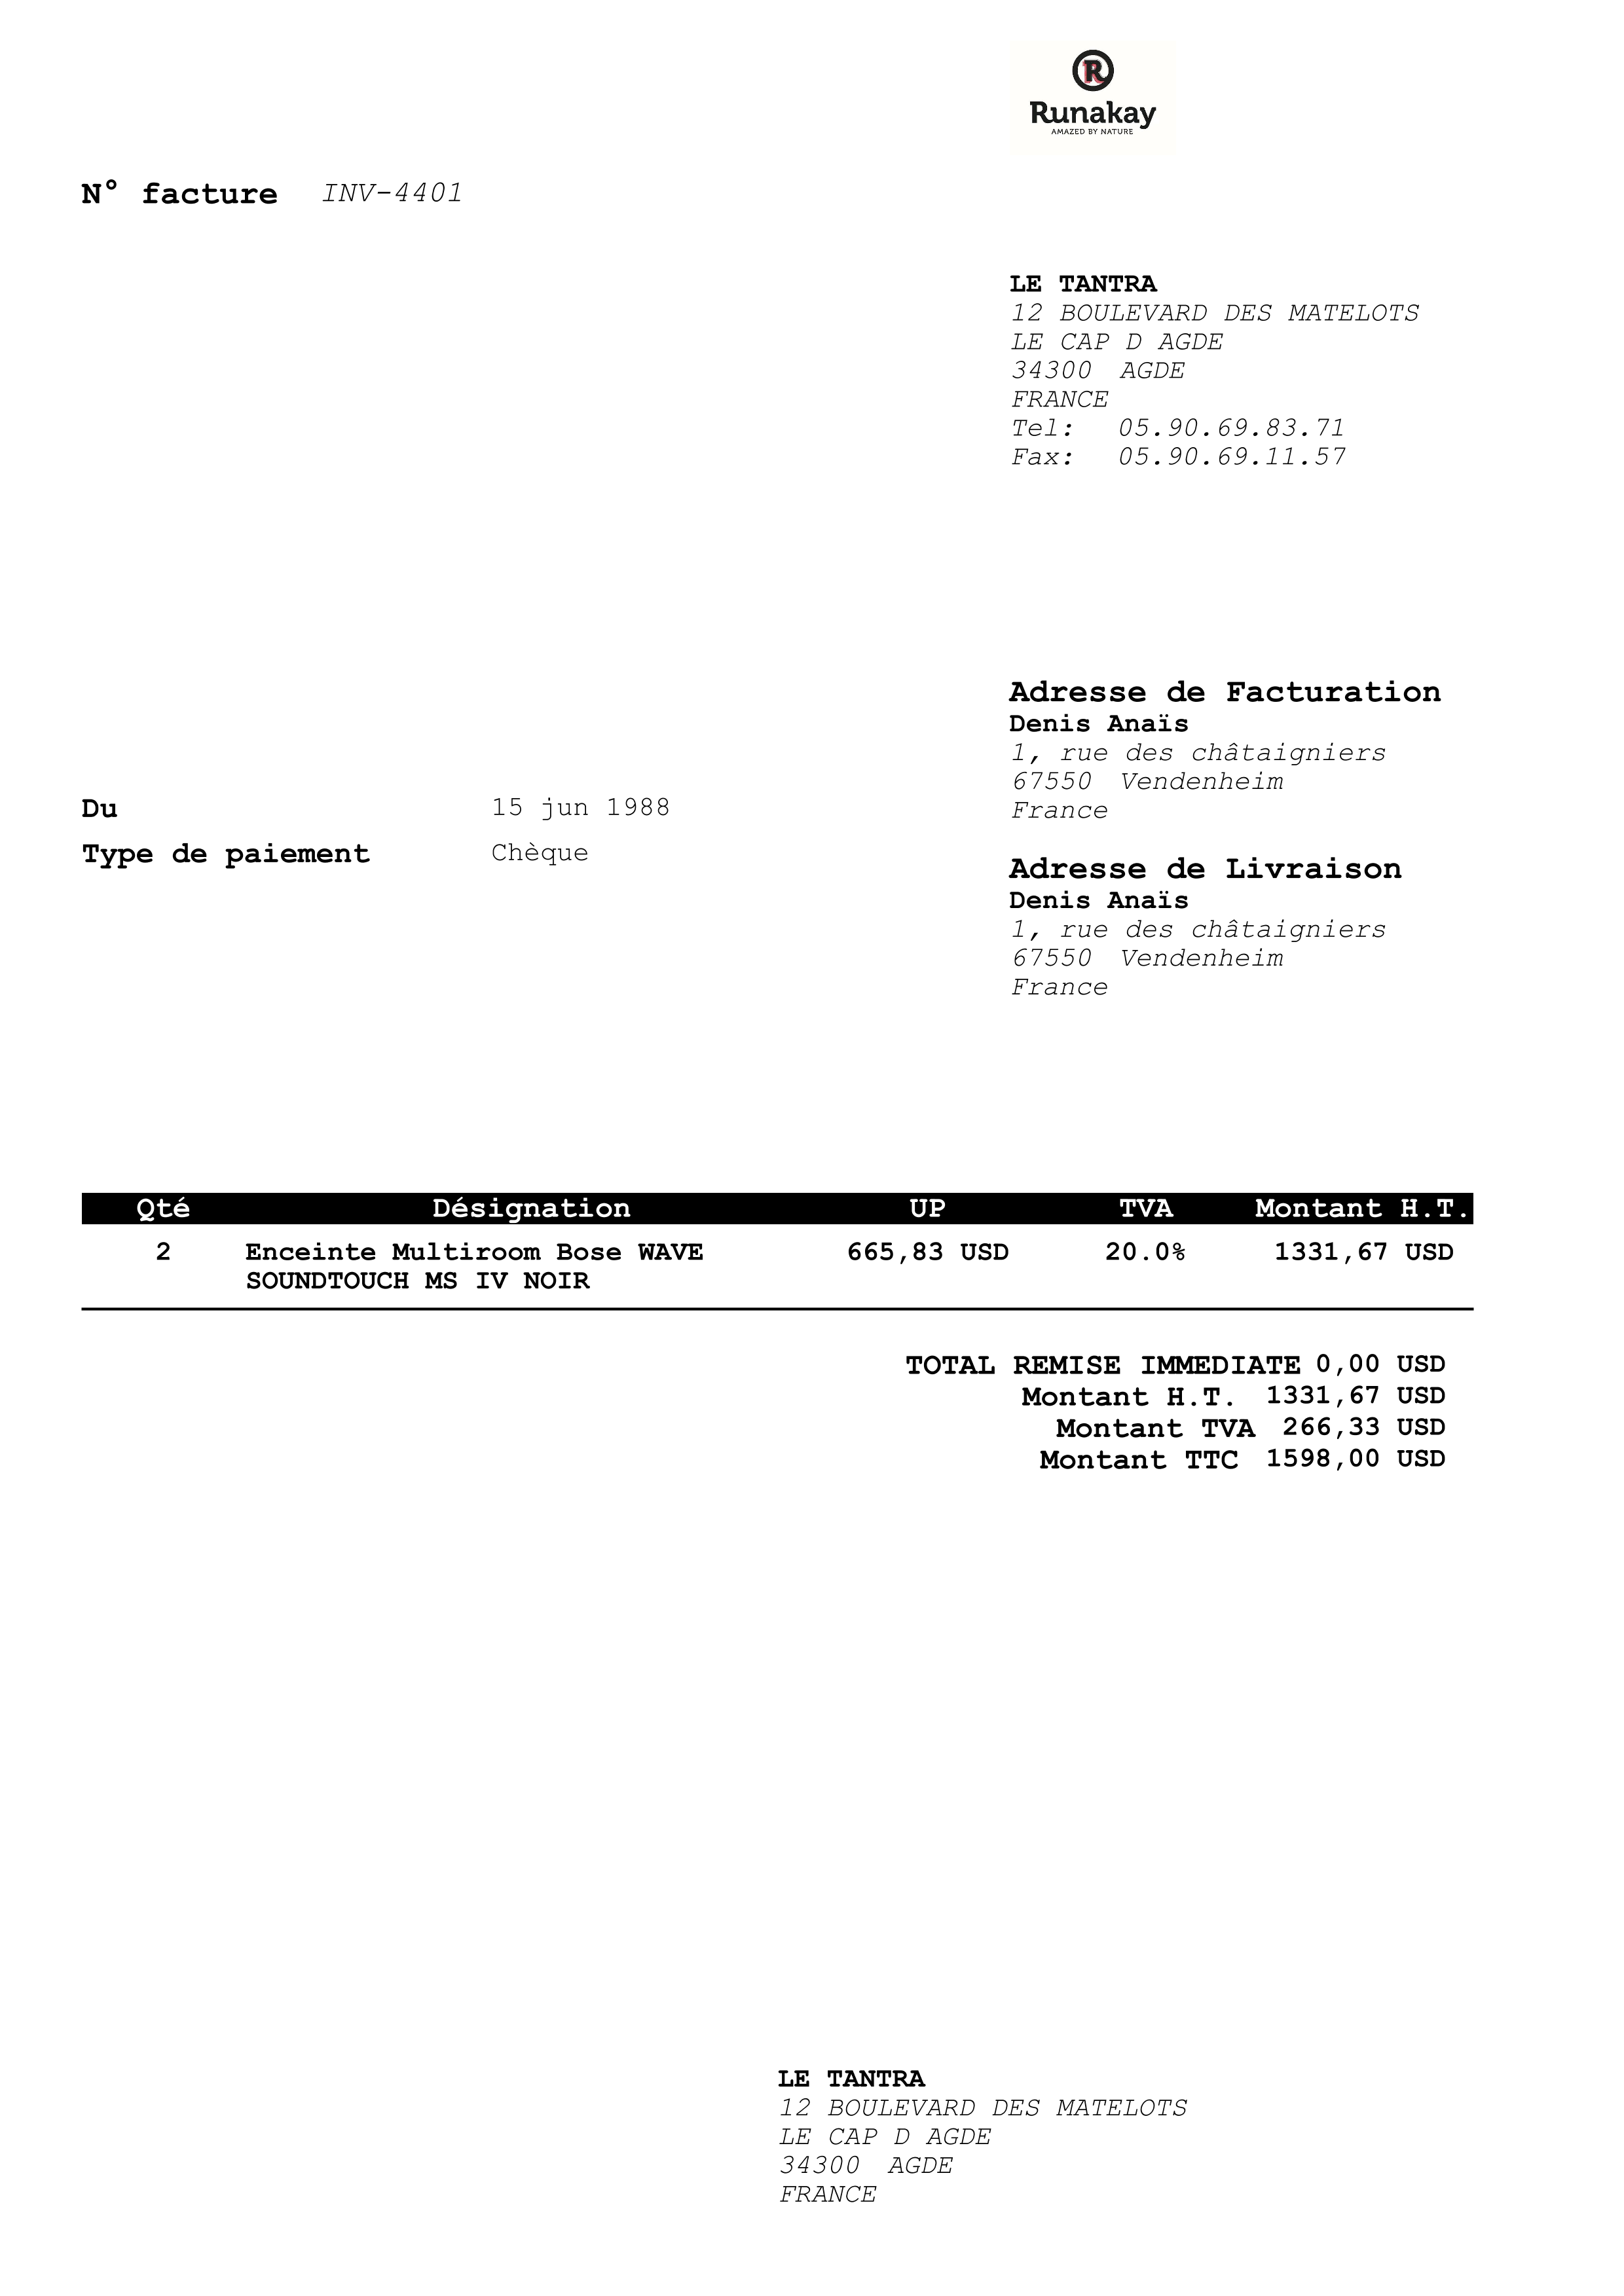 R
Runakay
AMAZED BY NATURE
N° facture INV-4401
LE TANTRA
12 BOULEVARD DES MATELOTS
LE CAP D AGDE
34300 AGDE
FRANCE
Tel: 05.90.69.83.71
Fax: 05.90.69.11.57
Adresse de Facturation
Denis Anaïs
1, rue des châtaigniers
67550 Vendenheim
France
Du 15 jun 1988
Type de paiement Chèque
Adresse de Livraison
Denis Anaïs
1, rue des châtaigniers
67550 Vendenheim
France
Qté Désignation UP TVA Montant H.T.
2 Enceinte Multiroom Bose WAVE 665,83 USD 20.0% 1331,67 USD
SOUNDTOUCH MS IV NOIR
TOTAL REMISE IMMEDIATE 0,00 USD
Montant H.T. 1331,67 USD
Montant TVA 266,33 USD
Montant TTC 1598,00 USD
LE TANTRA
12 BOULEVARD DES MATELOTS
LE CAP D AGDE
34300 AGDE
FRANCE